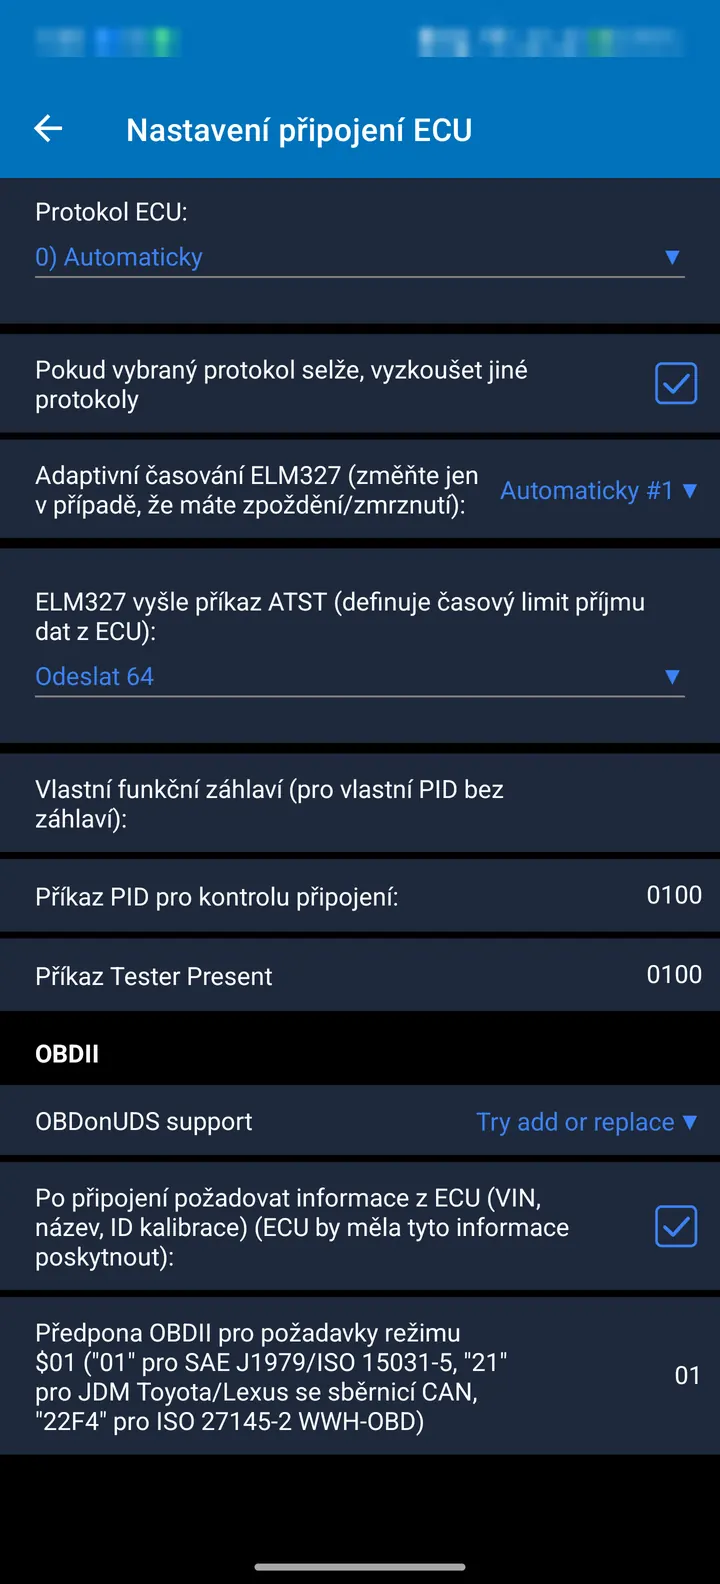 Nastavení připojení ECU
Protokol ECU:
0) Automaticky
Pokud vybraný protokol selže, vyzkoušet jiné
protokoly
Adaptivní časování ELM327 (změňte jen
v případě, že máte zpoždění/zmrznutí):
Automaticky #1
ELM327 vyšle příkaz ATST (definuje časový limit příjmu
dat z ECU):
Odeslat 64
Vlastní funkční záhlaví (pro vlastní PID bez
záhlaví):
Příkaz PID pro kontrolu připojení:
0100
Příkaz Tester Present
0100
OBDII
OBDonUDS support
Try add or replace
Po připojení požadovat informace z ECU (VIN,
název, ID kalibrace) (ECU by měla tyto informace
poskytnout):
Předpona OBDII pro požadavky režimu
$01 ("01" pro SAE J1979/ISO 15031-5, "21"
pro JDM Toyota/Lexus se sběrnicí CAN,
"22F4" pro ISO 27145-2 WWH-OBD)
01